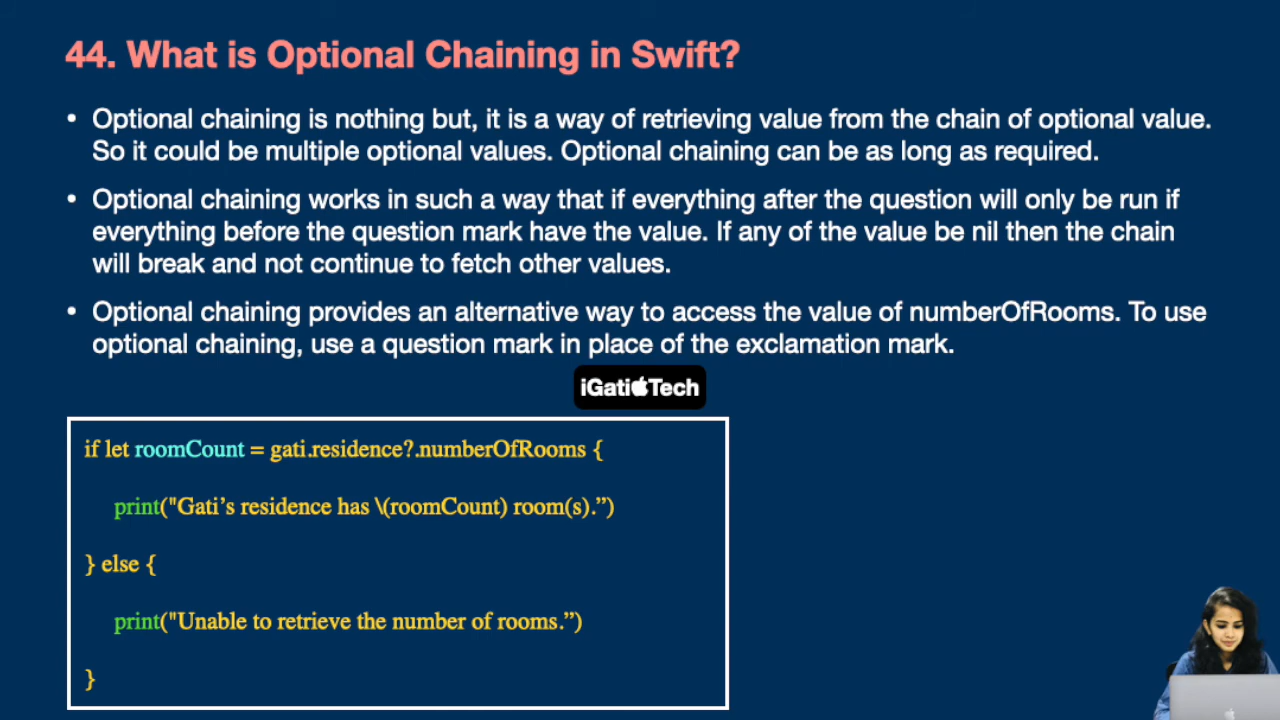 44. What is Optional Chaining in Swift?
• Optional chaining is nothing but, it is a way of retrieving value from the chain of optional value.
So it could be multiple optional values. Optional chaining can be as long as required.
• Optional chaining works in such a way that if everything after the question will only be run if
everything before the question mark have the value. If any of the value be nil then the chain
will break and not continue to fetch other values.
• Optional chaining provides an alternative way to access the value of numberOfRooms. To use
optional chaining, use a question mark in place of the exclamation mark.
iGati Tech
if let roomCount = gati.residence?.numberOfRooms {
print("Gati’s residence has \(roomCount) room(s).”)
} else {
print("Unable to retrieve the number of rooms.”)
}